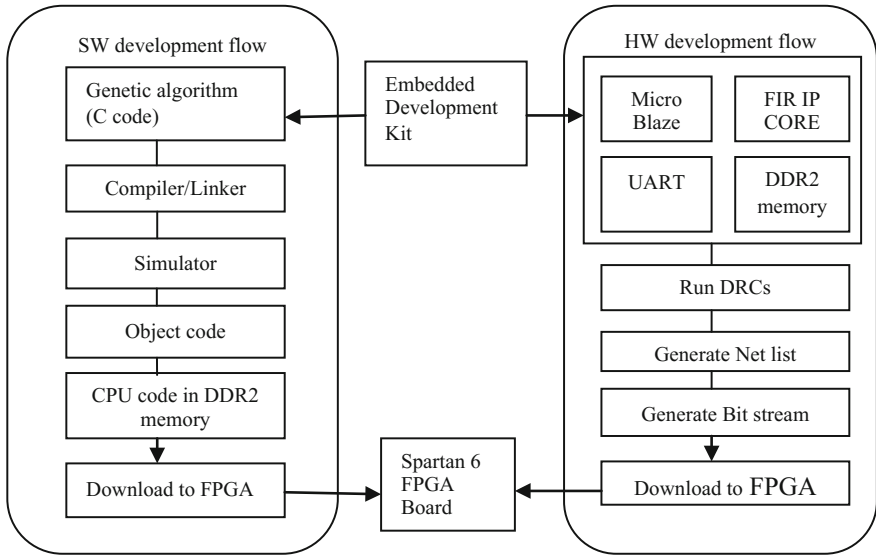 SW development flow
Genetic algorithm
(C code)
Compiler/Linker
Simulator
Object code
CPU code in DDR2
memory
Download to FPGA
Embedded
Development
Kit
Spartan 6
FPGA
Board
HW development flow
Micro
Blaze
FIR IP
CORE
UART
DDR2
memory
Run DRCs
Generate Net list
Generate Bit stream
Download to FPGA